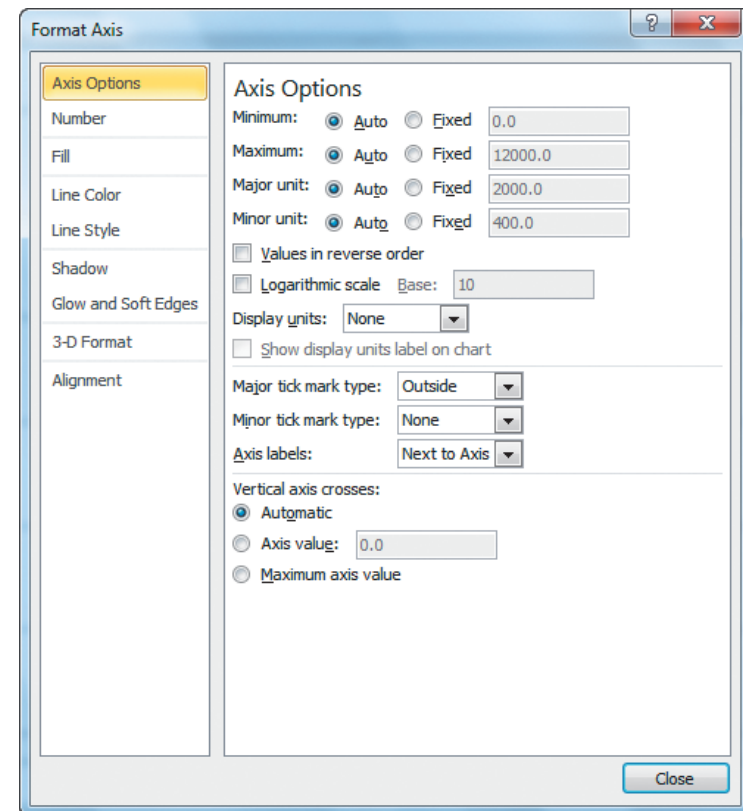 Format Axis
Axis Options
Number
Fill
Line Color
Line Style
Shadow
Glow and Soft Edges
3-D Format
Alignment
Axis Options
Minimum: Auto Fixed 0.0
Maximum: Auto Fixed 12000.0
Major unit: Auto Fixed 2000.0
Minor unit: Auto Fixed 400.0
Values in reverse order
Logarithmic scale Base: 10
Display units: None
Show display units label on chart
Major tick mark type: Outside
Minor tick mark type: None
Axis labels: Next to Axis
Vertical axis crosses:
Automatic
Axis value: 0.0
Maximum axis value
Close